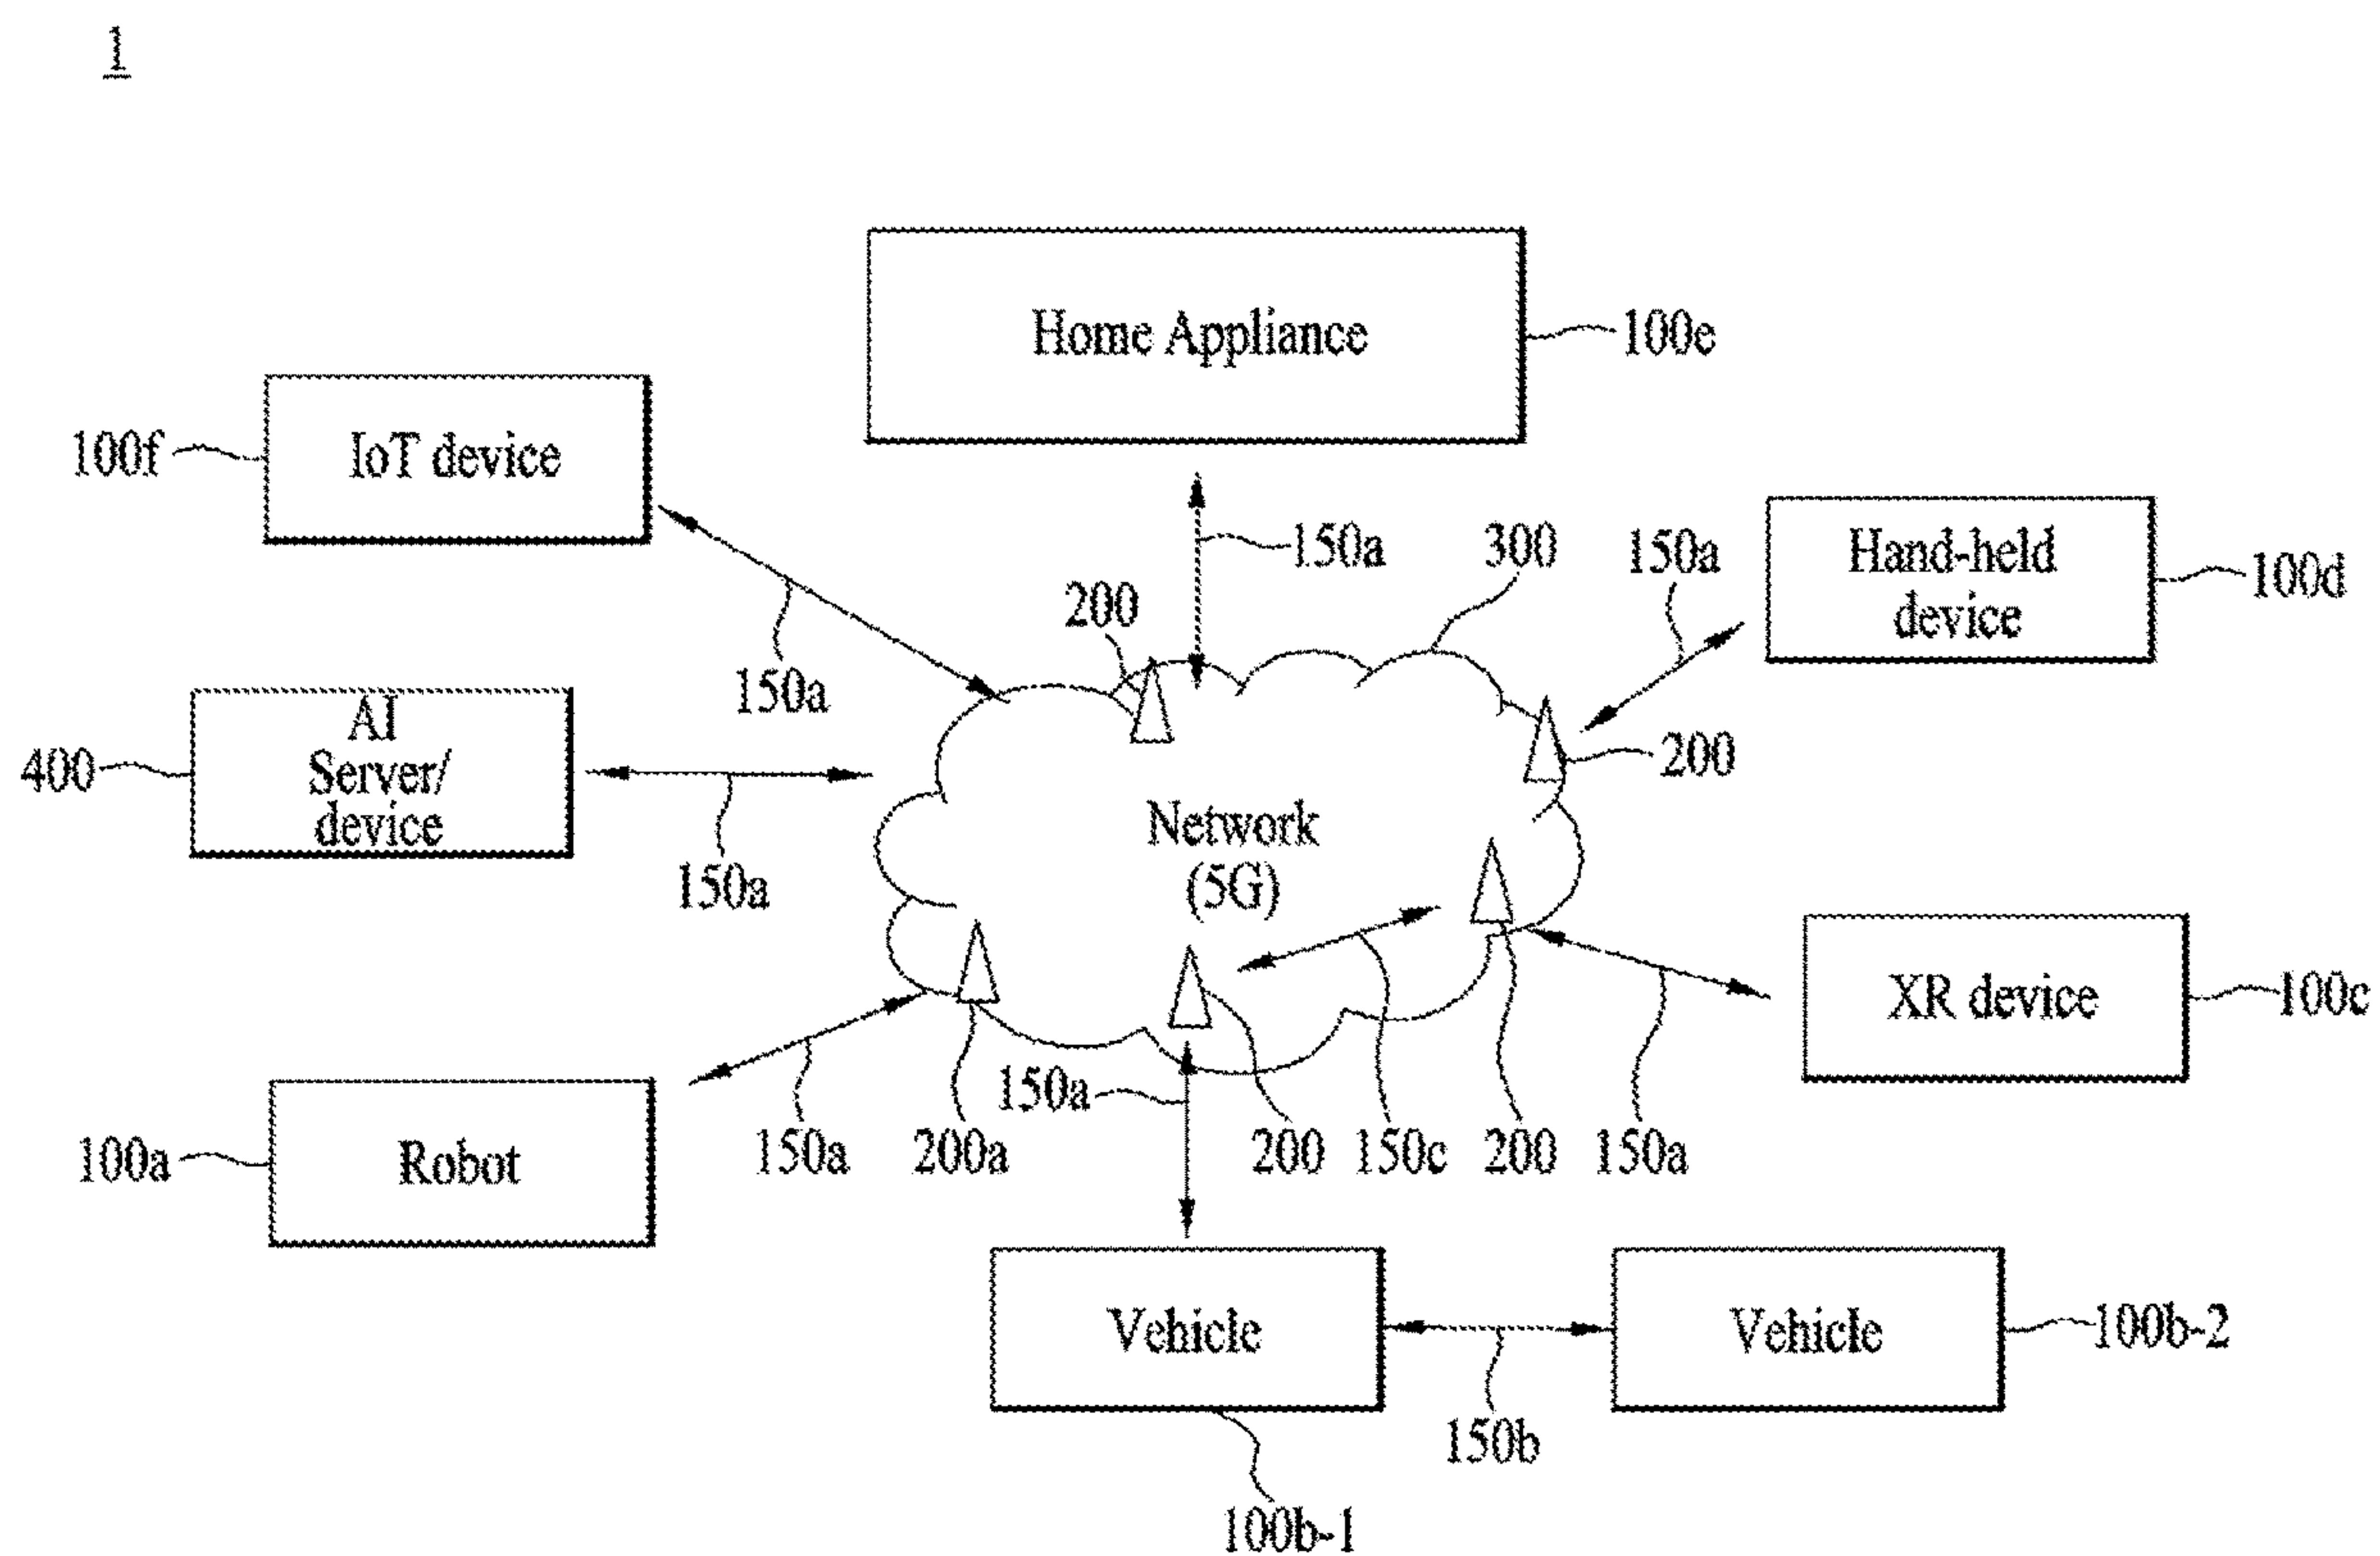 1
Home Appliance
100e
IoT device
100f
150a
300
150a
Hand-held
device
100d
200
150a
AI
Server/
device
400
150a
200
Network
(5G)
XR device
100c
150a
Robot
100a
150a
200a
200
150c
200
150a
Vehicle
Vehicle
100b-2
150b
100b-1